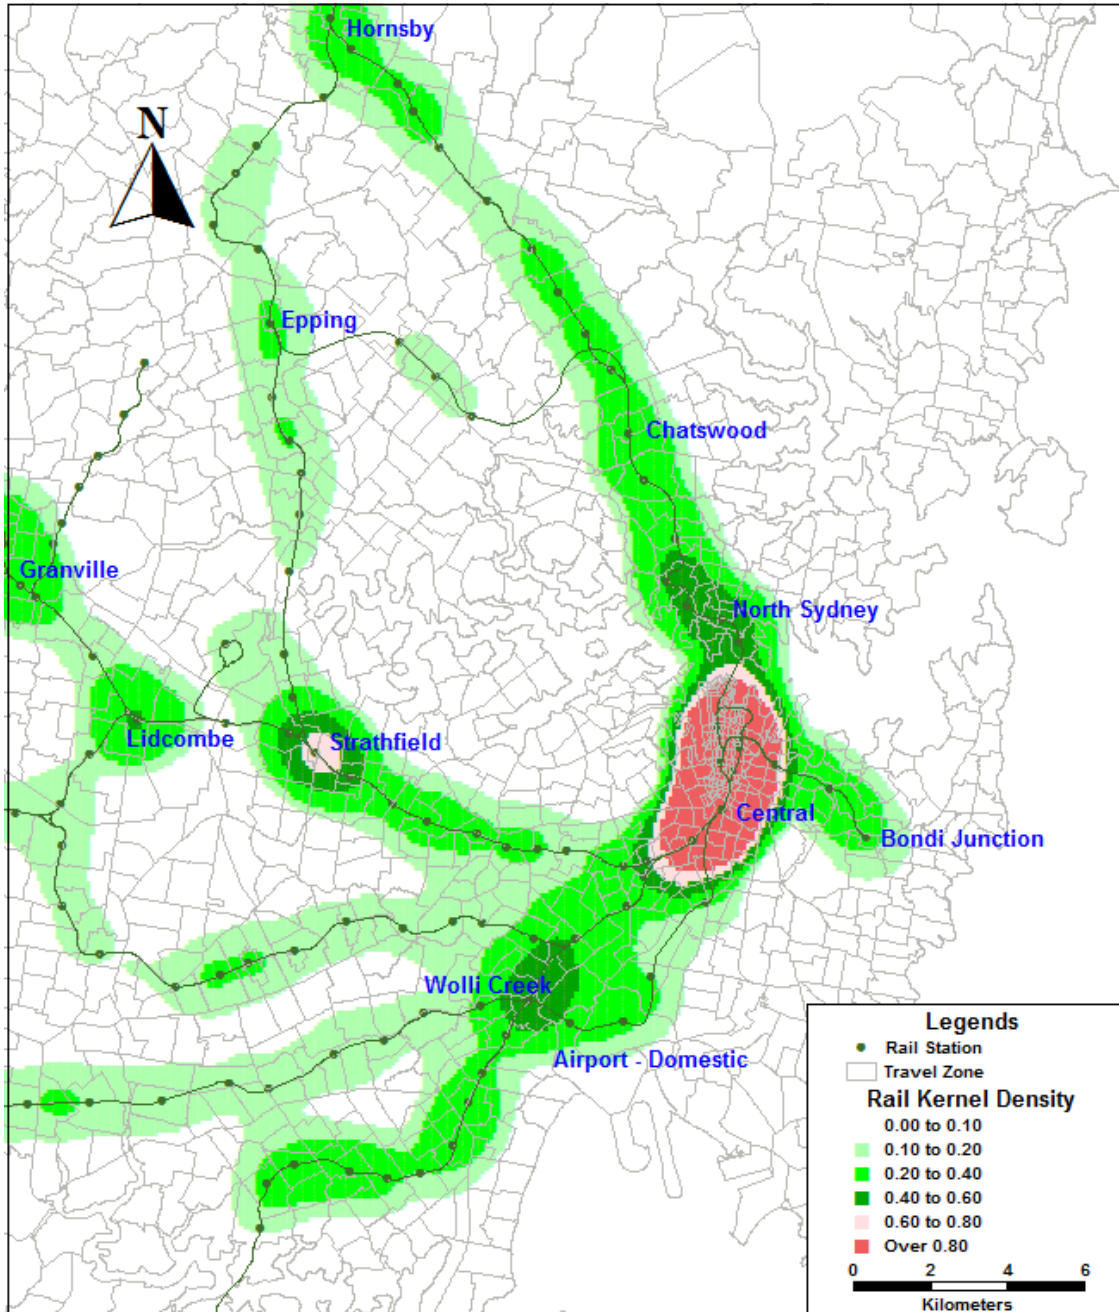 Hornsby
N
Epping
Chatswood
Granville
North Sydney
Lidcombe
Strathfield
Central
Bondi Junction
Wolli Creek
Airport - Domestic
Legends
Rail Station
Travel Zone
Rail Kernel Density
0.00 to 0.10
0.10 to 0.20
0.20 to 0.40
0.40 to 0.60
0.60 to 0.80
Over 0.80
0 2 4 6
Kilometers